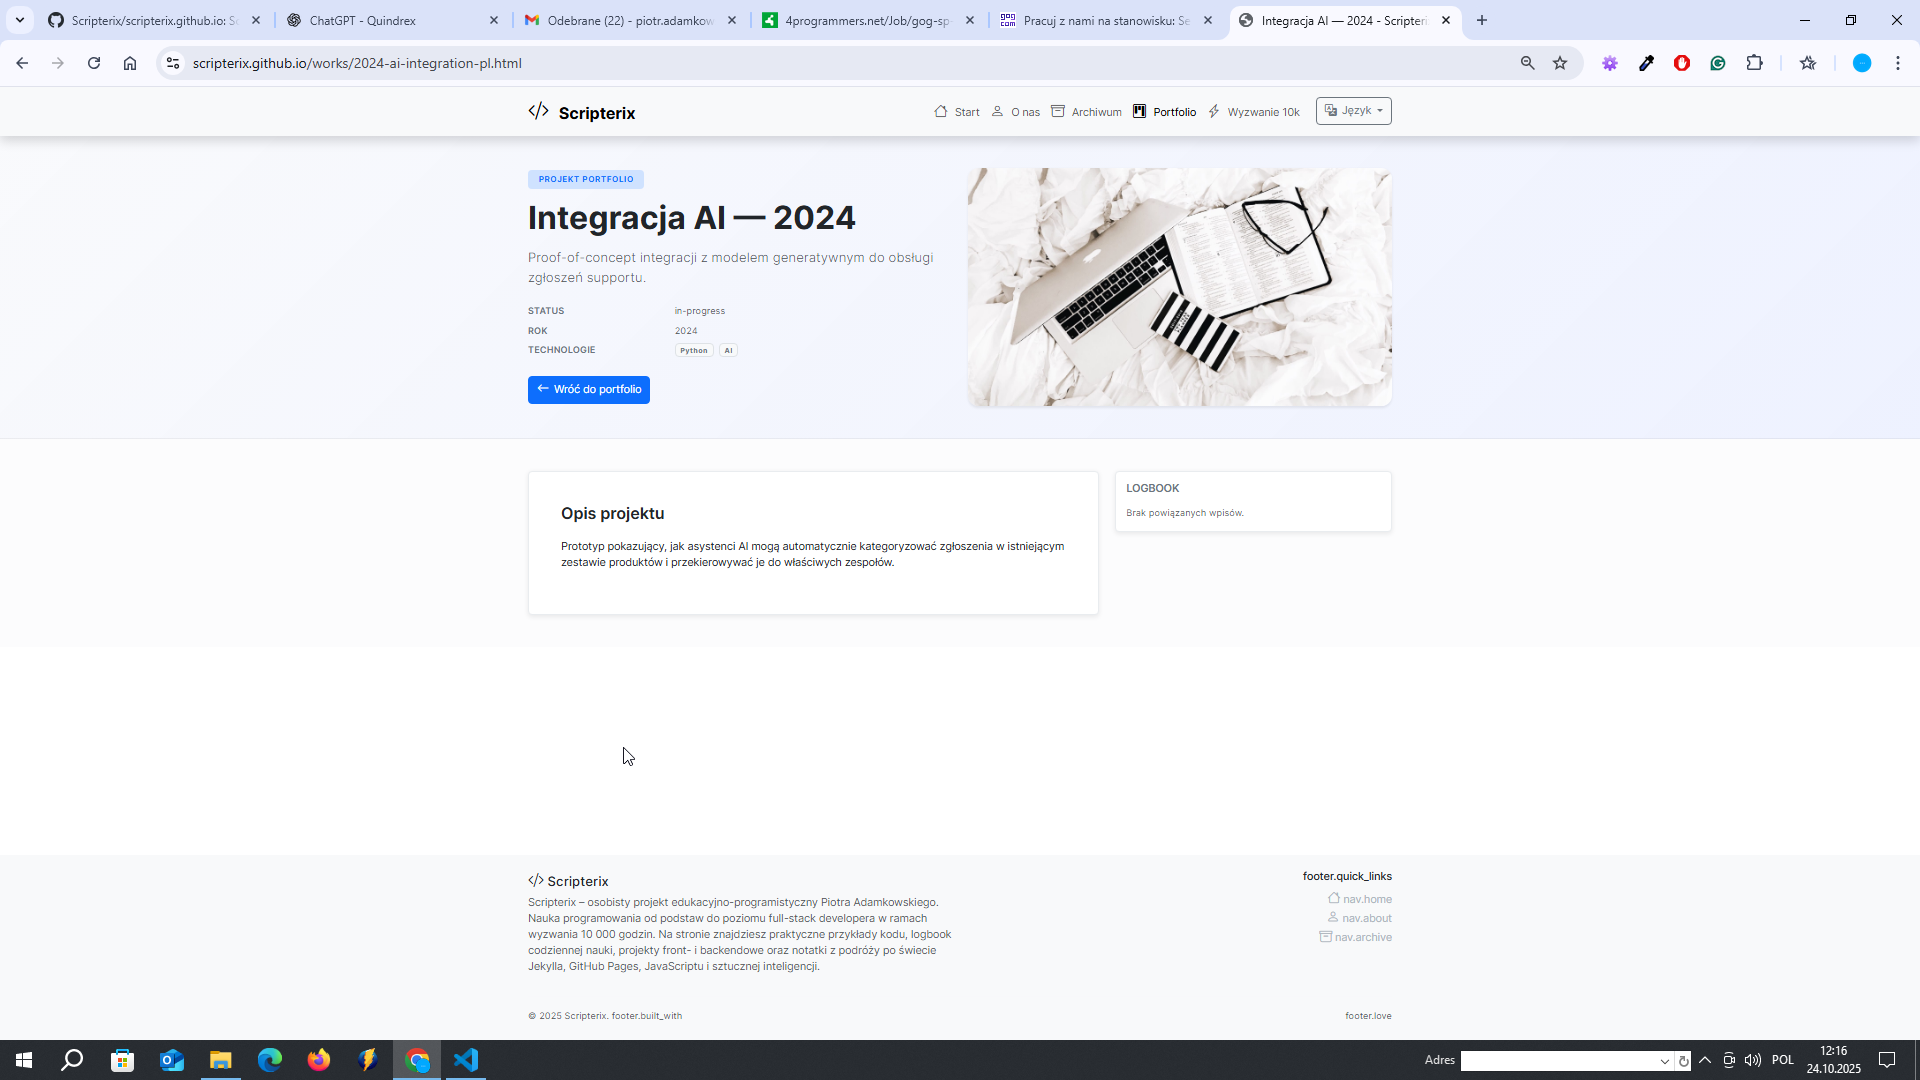 Scripterix/scripterix.github.io: Sc
ChatGPT - Quindrex
Odebrane (22) - piotr.adamkow
4programmers.net/Job/gog-sp
Pracuj z nami na stanowisku: Se
Integracja AI — 2024 - Scripteri
scripterix.github.io/works/2024-ai-integration-pl.html
Scripterix
Start
O nas
Archiwum
Portfolio
Wyzwanie 10k
Język
PROJEKT PORTFOLIO
Integracja AI — 2024
Proof-of-concept integracji z modelem generatywnym do obsługi
zgłoszeń supportu.
STATUS in-progress
ROK 2024
TECHNOLOGIE Python AI
Wróć do portfolio
Opis projektu
Prototyp pokazujący, jak asystenci AI mogą automatycznie kategoryzować zgłoszenia w istniejącym
zestawie produktów i przekierowywać je do właściwych zespołów.
LOGBOOK
Brak powiązanych wpisów.
Scripterix
Scripterix – osobisty projekt edukacyjno-programistyczny Piotra Adamkowskiego.
Nauka programowania od podstaw do poziomu full-stack developera w ramach
wyzwania 10 000 godzin. Na stronie znajdziesz praktyczne przykłady kodu, logbook
codziennej nauki, projekty front- i backendowe oraz notatki z podróży po świecie
Jekylla, GitHub Pages, JavaScriptu i sztucznej inteligencji.
footer.quick_links
nav.home
nav.about
nav.archive
© 2025 Scripterix. footer.built_with
footer.love
Adres
POL
12:16
24.10.2025